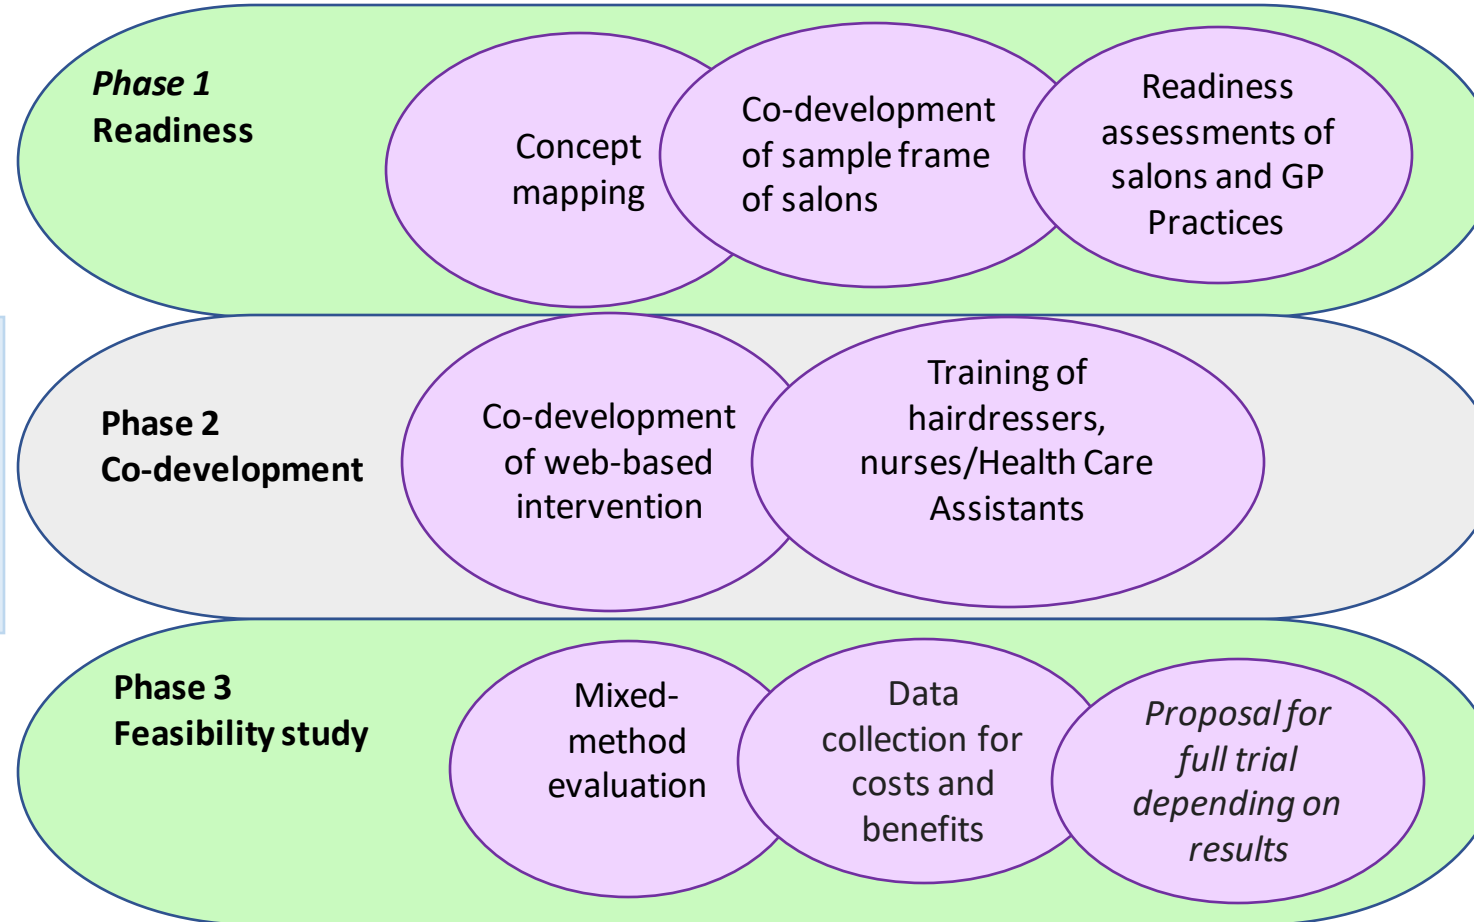 Phase 1
Readiness
Concept
mapping
Co-development
of sample frame
of salons
Readiness
assessments of
salons and GP
Practices
Phase 2
Co-development
Co-development
of web-based
intervention
Training of
hairdressers,
nurses/Health Care
Assistants
Phase 3
Feasibility study
Mixed-
method
evaluation
Data
collection for
costs and
benefits
Proposal for
full trial
depending on
results